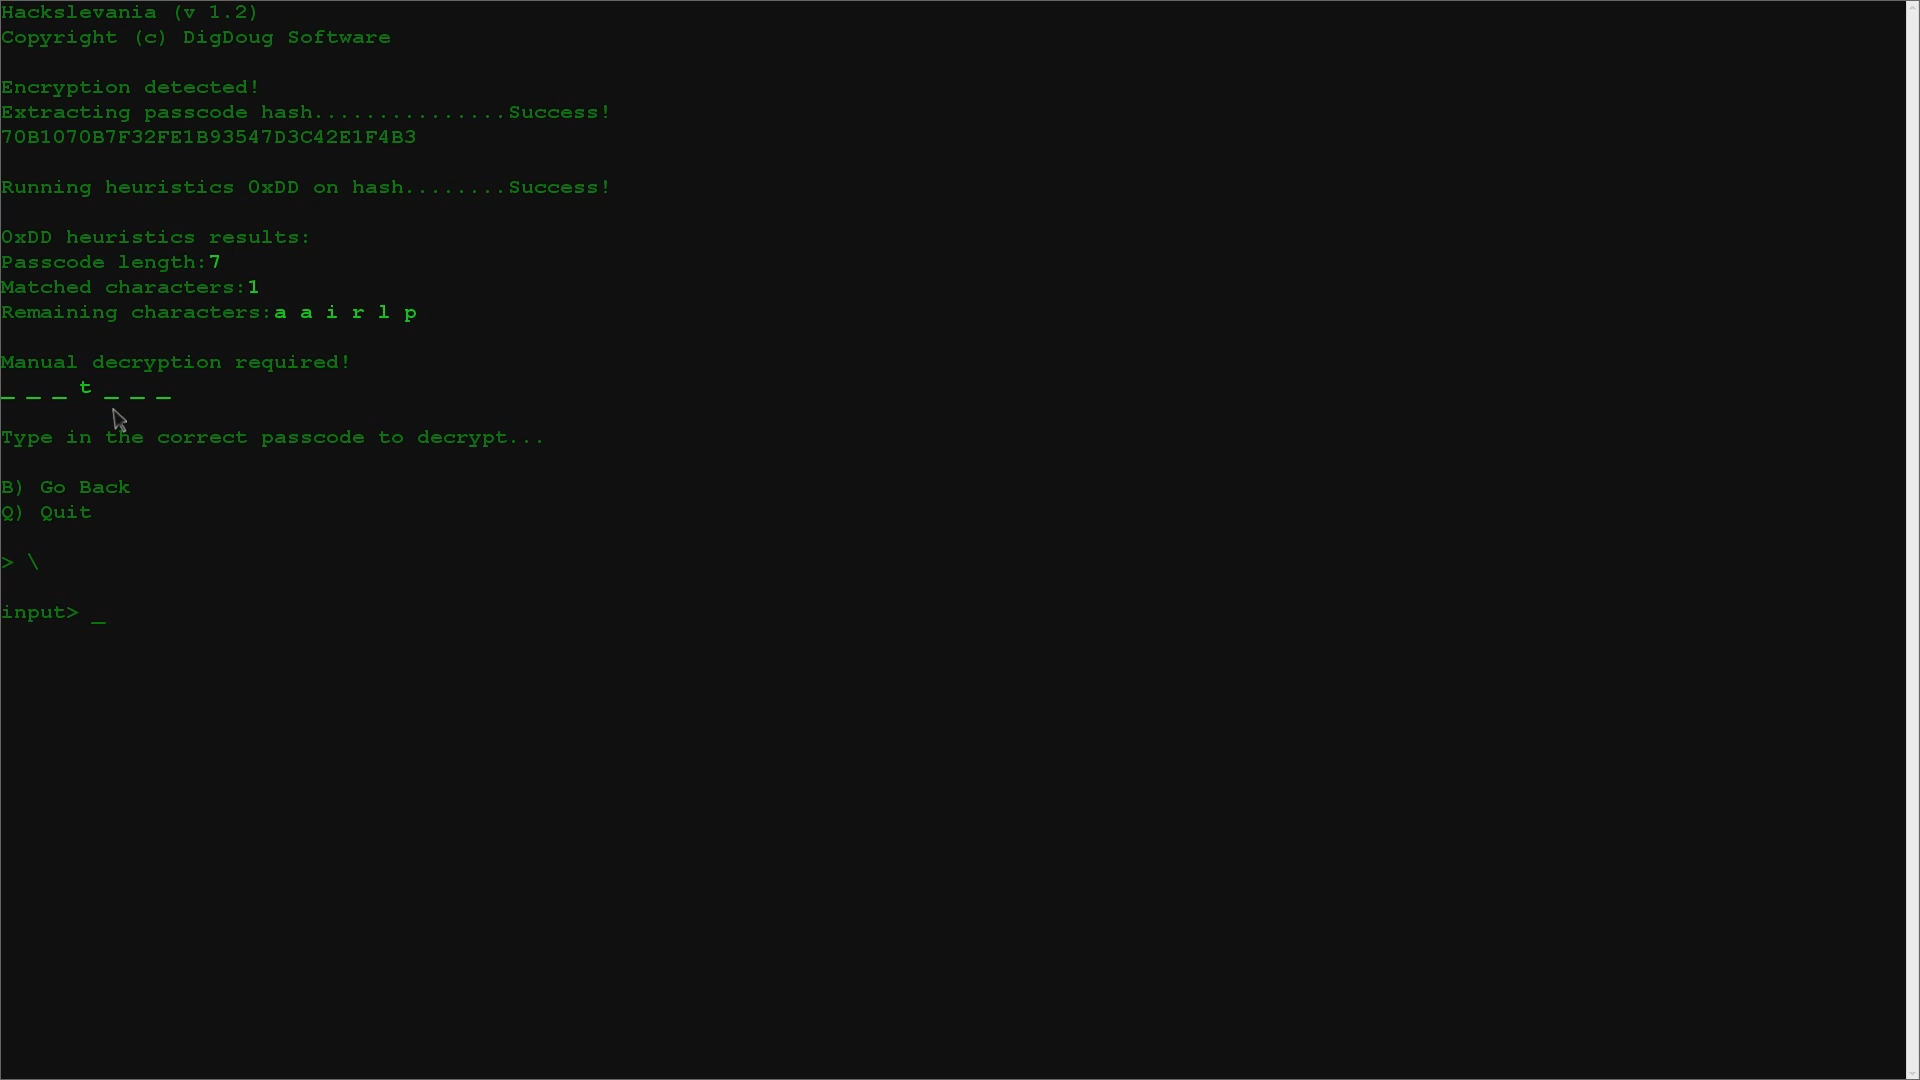 Hackslevania (v 1.2)
Copyright (c) DigDoug Software
Encryption detected!
Extracting passcode hash...............Success!
70B1070B7F32FE1B93547D3C42E1F4B3
Running heuristics 0xDD on hash........Success!
0xDD heuristics results:
Passcode length:7
Matched characters:1
Remaining characters:a a i r l p
Manual decryption required!
_ _ _ t _ _ _
Type in the correct passcode to decrypt...
B) Go Back
Q) Quit
> \
input> _